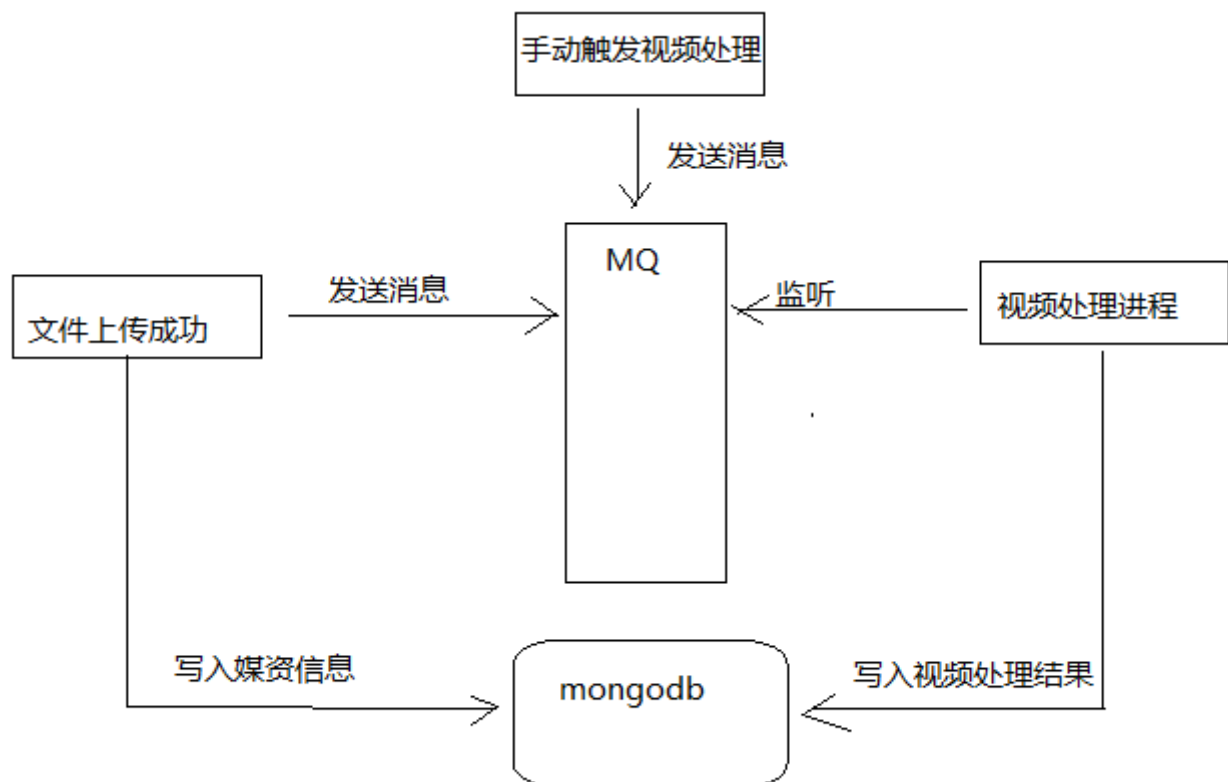 手动触发视频处理
发送消息
MQ
发送消息
监听
文件上传成功
视频处理进程
写入媒资信息
mongodb
写入视频处理结果